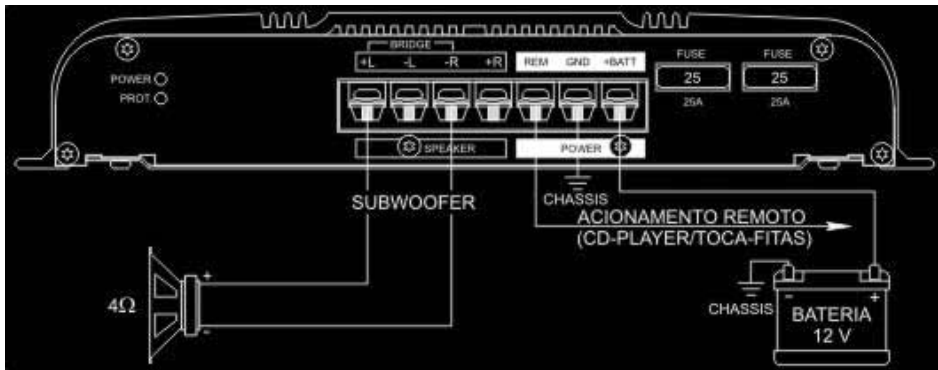 BRIDGE
+L -L -R +R REM GND +BATT
FUSE FUSE
25 25
25A 25A
POWER
PROT.
SPEAKER POWER
SUBWOOFER
CHASSIS
ACIONAMENTO REMOTO
(CD-PLAYER/TOCA-FITAS)
4Ω
+
-
CHASSIS
- +
BATERIA
12 V